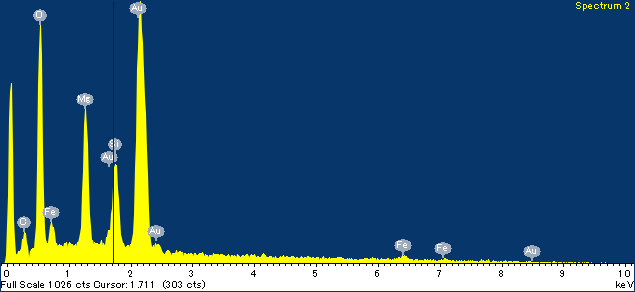 Spectrum 2
Au
O
Mg
Si
Au
Fe
C
Au
Fe
Fe
Au
0 1 2 3 4 5 6 7 8 9 10
Full Scale 1026 cts Cursor: 1.711 (303 cts) keV